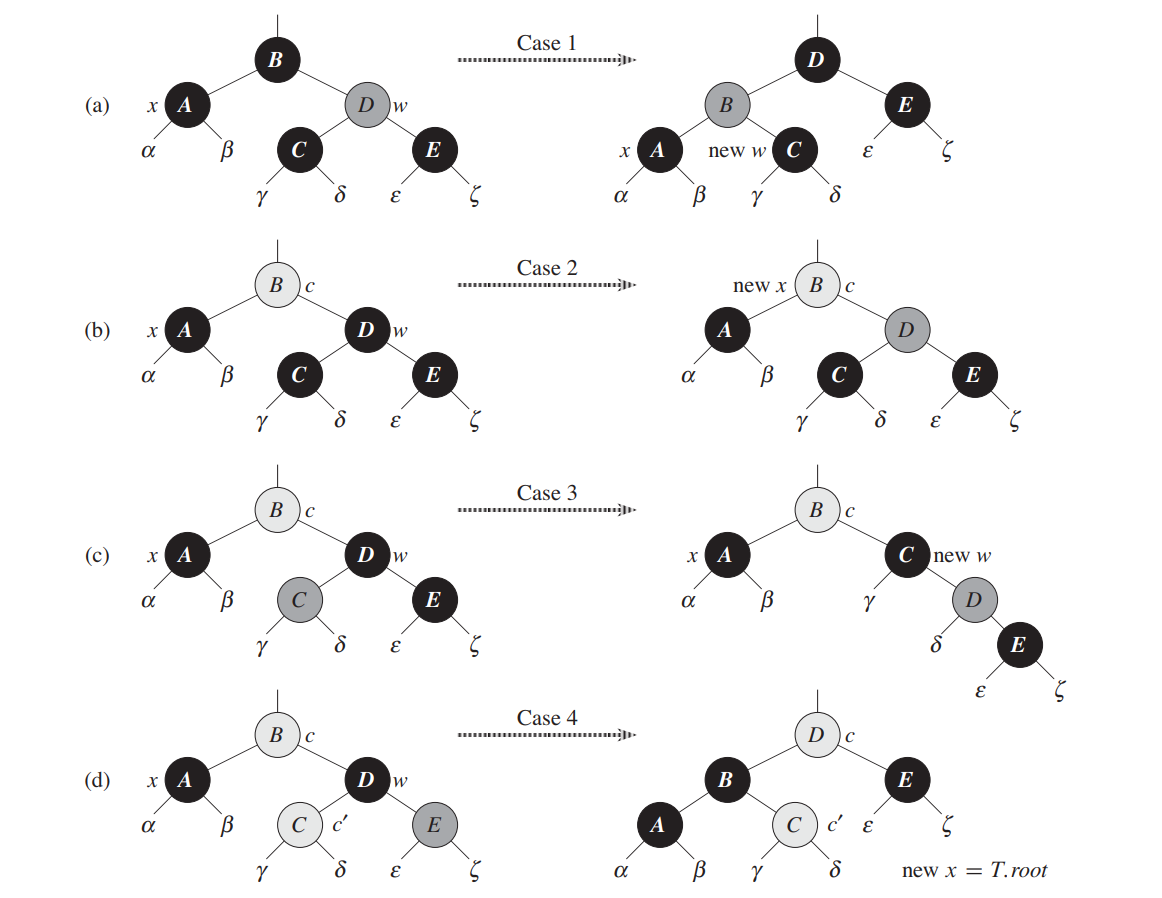 Case 1
B D
(a) x A D w B E
α β C E x A new w C ε ζ
γ δ ε ζ α β γ δ
Case 2
B c new x B c
(b) x A D w A D
α β C E α β C E
γ δ ε ζ γ δ ε ζ
Case 3
B c B c
(c) x A D w x A C new w
α β C E α β γ D
γ δ ε ζ δ E
ε ζ
Case 4
B c D c
(d) x A D w B E
α β C c′ E A C c′ ε ζ
γ δ ε ζ α β γ δ new x = T.root